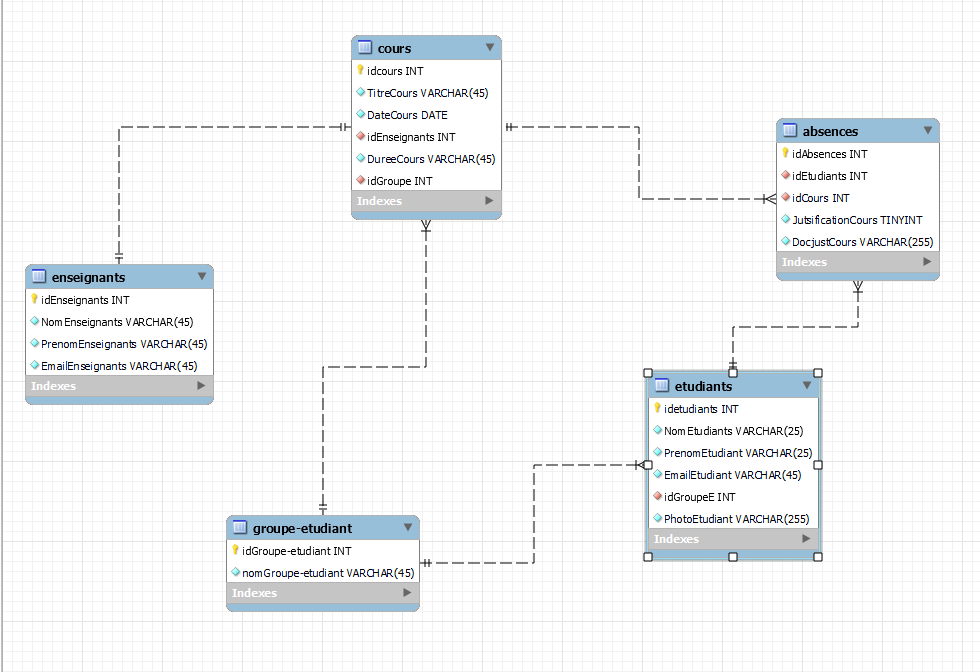 cours
idcours INT
TitreCours VARCHAR(45)
DateCours DATE
idEnseignants INT
DureeCours VARCHAR(45)
idGroupe INT
Indexes
absences
idAbsences INT
idEtudiants INT
idCours INT
JutsificationCours TINYINT
DocjustCours VARCHAR(255)
Indexes
enseignants
idEnseignants INT
NomEnseignants VARCHAR(45)
PrenomEnseignants VARCHAR(45)
EmailEnseignants VARCHAR(45)
Indexes
etudiants
idetudiants INT
NomEtudiants VARCHAR(25)
PrenomEtudiant VARCHAR(25)
EmailEtudiant VARCHAR(45)
idGroupeE INT
PhotoEtudiant VARCHAR(255)
Indexes
groupe-etudiant
idGroupe-etudiant INT
nomGroupe-etudiant VARCHAR(45)
Indexes